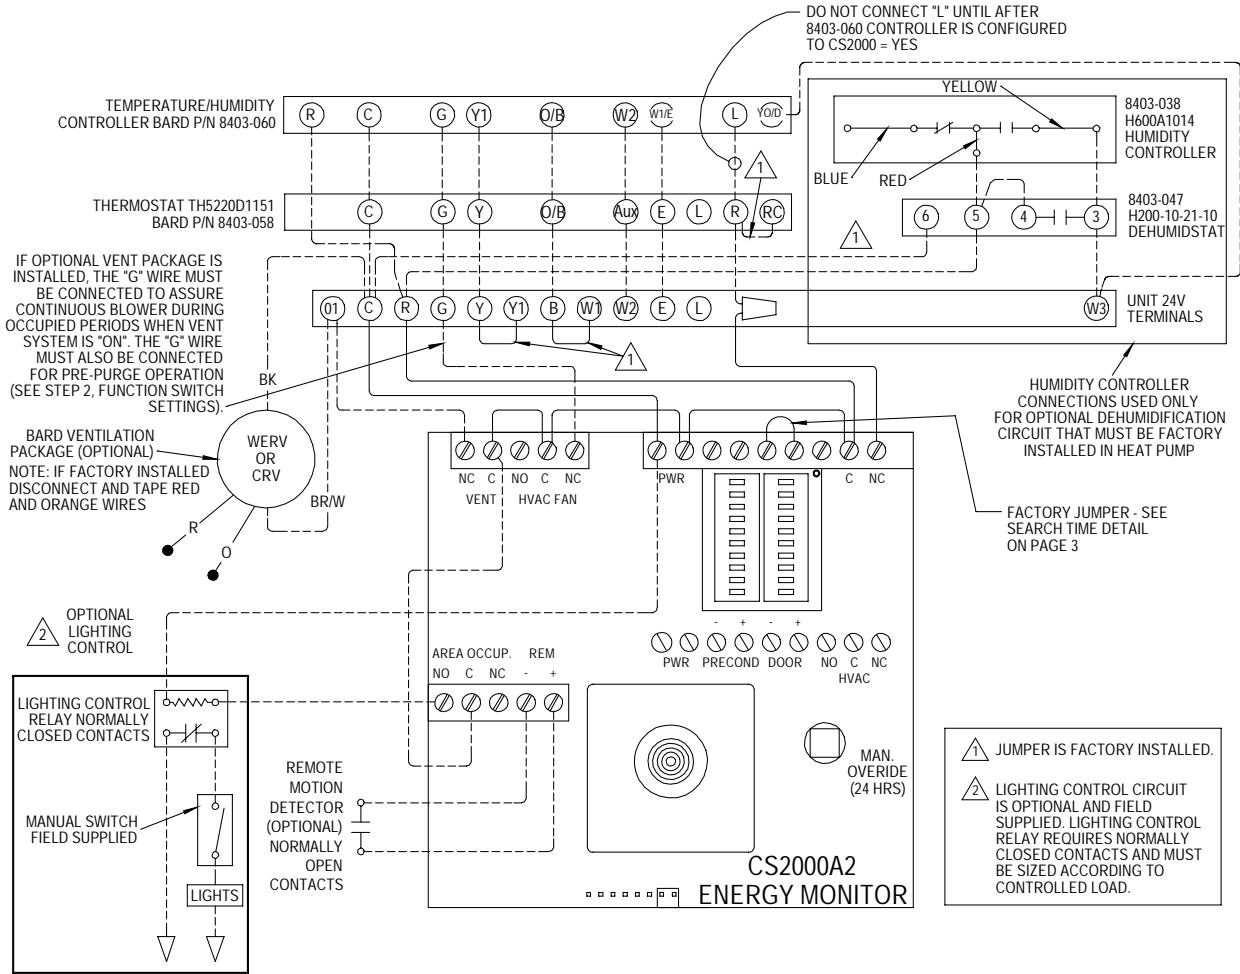 DO NOT CONNECT "L" UNTIL AFTER
8403-060 CONTROLLER IS CONFIGURED
TO CS2000 = YES
TEMPERATURE/HUMIDITY
CONTROLLER BARD P/N 8403-060
R C G Y1 O/B W2 W1/E L YO/D
YELLOW
BLUE
RED
8403-038
H600A1014
HUMIDITY
CONTROLLER
1
THERMOSTAT TH5220D1151
BARD P/N 8403-058
C G Y O/B Aux E L R RC
1
6 5 4 3
8403-047
H200-10-21-10
DEHUMIDSTAT
1
IF OPTIONAL VENT PACKAGE IS
INSTALLED, THE "G" WIRE MUST
BE CONNECTED TO ASSURE
CONTINUOUS BLOWER DURING
OCCUPIED PERIODS WHEN VENT
SYSTEM IS "ON". THE "G" WIRE
MUST ALSO BE CONNECTED
FOR PRE-PURGE OPERATION
(SEE STEP 2, FUNCTION SWITCH
SETTINGS).
01 C R G Y Y1 B W1 W2 E L W3
UNIT 24V
TERMINALS
1
HUMIDITY CONTROLLER
CONNECTIONS USED ONLY
FOR OPTIONAL DEHUMIDIFICATION
CIRCUIT THAT MUST BE FACTORY
INSTALLED IN HEAT PUMP
BK
BARD VENTILATION
PACKAGE (OPTIONAL)
NOTE: IF FACTORY INSTALLED
DISCONNECT AND TAPE RED
AND ORANGE WIRES
WERV
OR
CRV
BR/W
R
O
NC C NO C NC
VENT HVAC FAN
PWR C NC
FACTORY JUMPER - SEE
SEARCH TIME DETAIL
ON PAGE 3
2
OPTIONAL
LIGHTING
CONTROL
- + - +
PWR PRECOND DOOR NO C NC
HVAC
AREA OCCUP. REM
NO C NC - +
LIGHTING CONTROL
RELAY NORMALLY
CLOSED CONTACTS
MANUAL SWITCH
FIELD SUPPLIED
LIGHTS
REMOTE
MOTION
DETECTOR
(OPTIONAL)
NORMALLY
OPEN
CONTACTS
MAN.
OVERIDE
(24 HRS)
CS2000A2
ENERGY MONITOR
1 JUMPER IS FACTORY INSTALLED.
2 LIGHTING CONTROL CIRCUIT
IS OPTIONAL AND FIELD
SUPPLIED. LIGHTING CONTROL
RELAY REQUIRES NORMALLY
CLOSED CONTACTS AND MUST
BE SIZED ACCORDING TO
CONTROLLED LOAD.